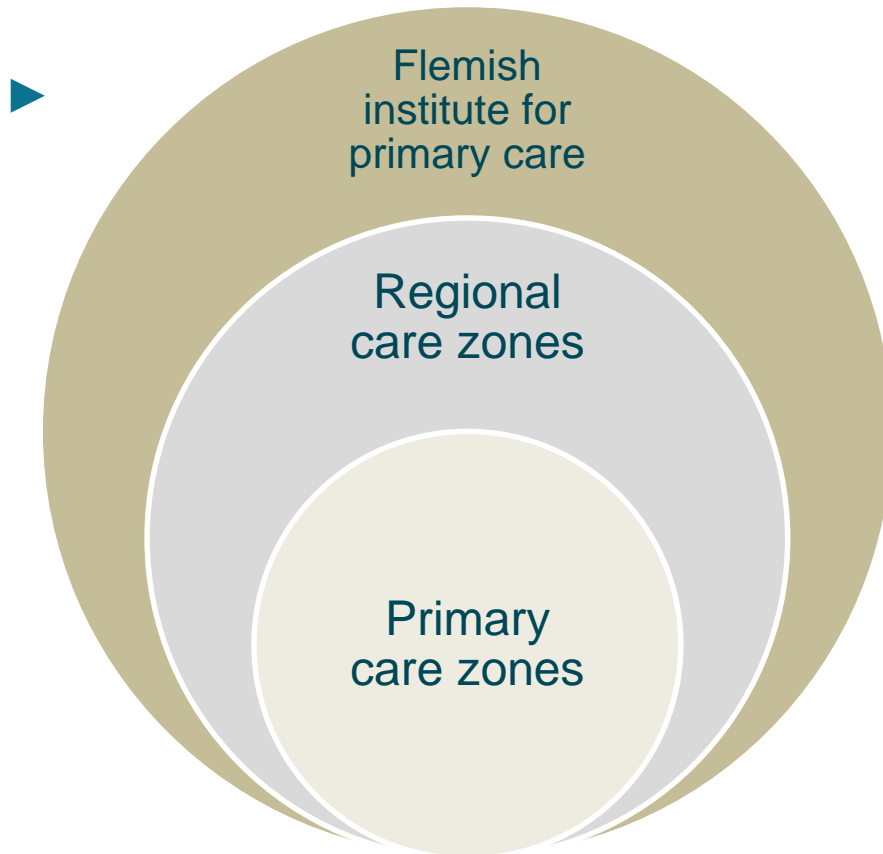 Flemish
institute for
primary care
Regional
care zones
Primary
care zones